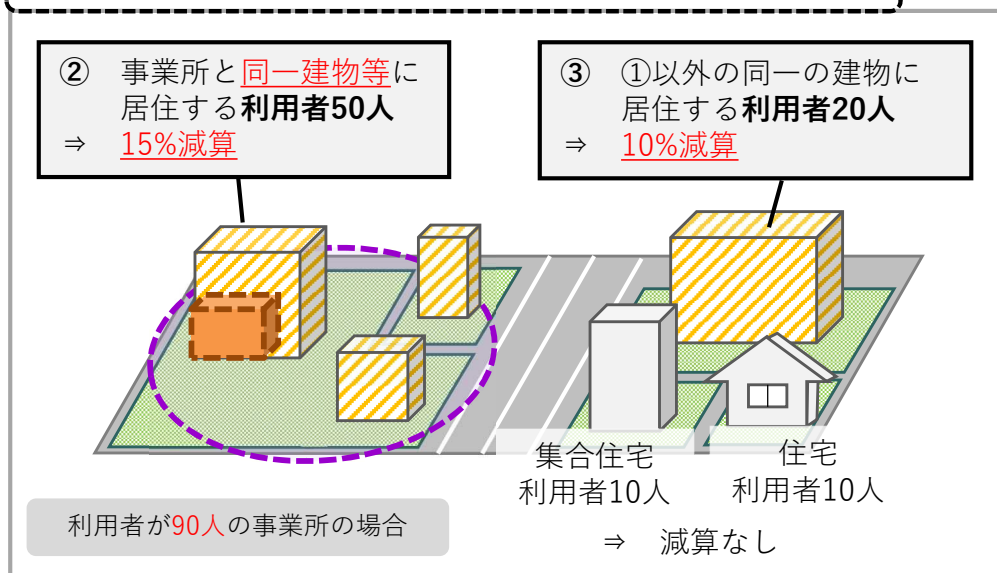 ② 事業所と同一建物等に
居住する利用者50人
⇒ 15%減算
③ ①以外の同一の建物に
居住する利用者20人
⇒ 10%減算
集合住宅
利用者10人
住宅
利用者10人
⇒ 減算なし
利用者が90人の事業所の場合